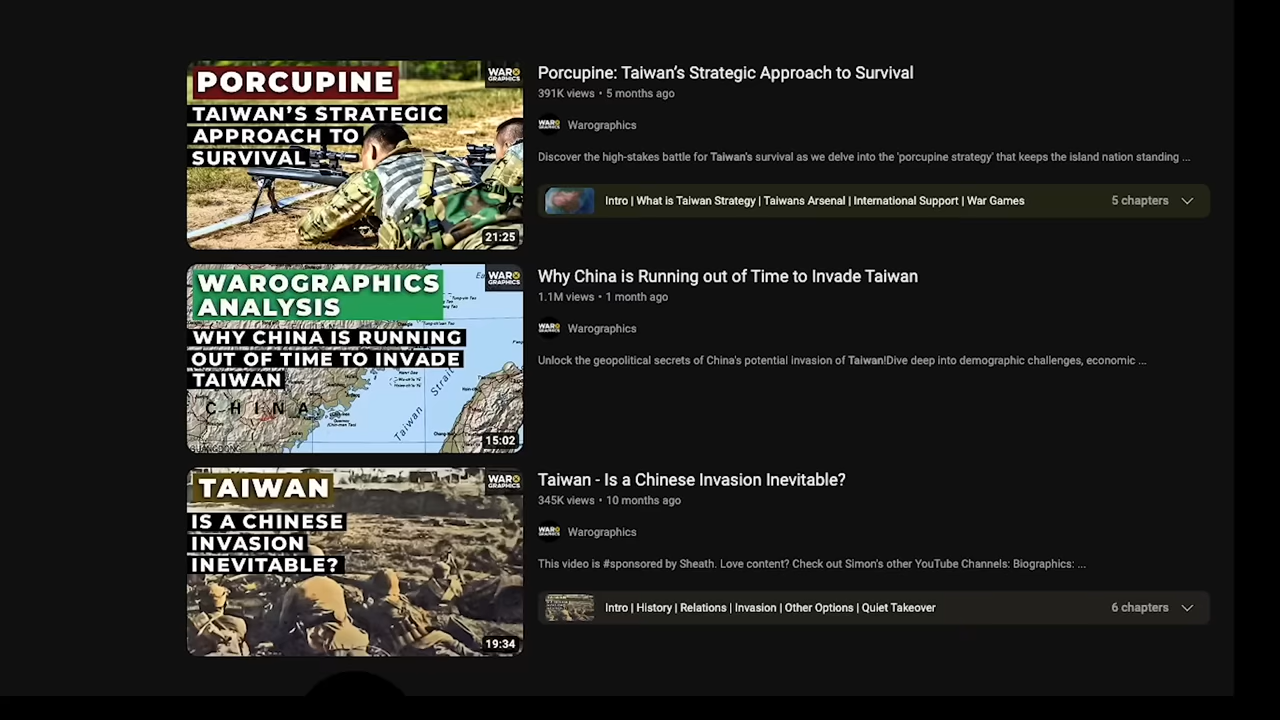 PORCUPINE
TAIWAN'S STRATEGIC
APPROACH TO
SURVIVAL
WAR
GRAPHICS
21:25
Porcupine: Taiwan’s Strategic Approach to Survival
391K views • 5 months ago
Warographics
Discover the high-stakes battle for Taiwan's survival as we delve into the 'porcupine strategy' that keeps the island nation standing ...
Intro | What is Taiwan Strategy | Taiwans Arsenal | International Support | War Games
5 chapters
WAROGRAPHICS
ANALYSIS
WHY CHINA IS RUNNING
OUT OF TIME TO INVADE
TAIWAN
WAR
GRAPHICS
CHINA
Taiwan Strait
15:02
Why China is Running out of Time to Invade Taiwan
1.1M views • 1 month ago
Warographics
Unlock the geopolitical secrets of China's potential invasion of Taiwan!Dive deep into demographic challenges, economic ...
TAIWAN
IS A CHINESE
INVASION
INEVITABLE?
WAR
GRAPHICS
19:34
Taiwan - Is a Chinese Invasion Inevitable?
345K views • 10 months ago
Warographics
This video is #sponsored by Sheath. Love content? Check out Simon's other YouTube Channels: Biographics: ...
Intro | History | Relations | Invasion | Other Options | Quiet Takeover
6 chapters